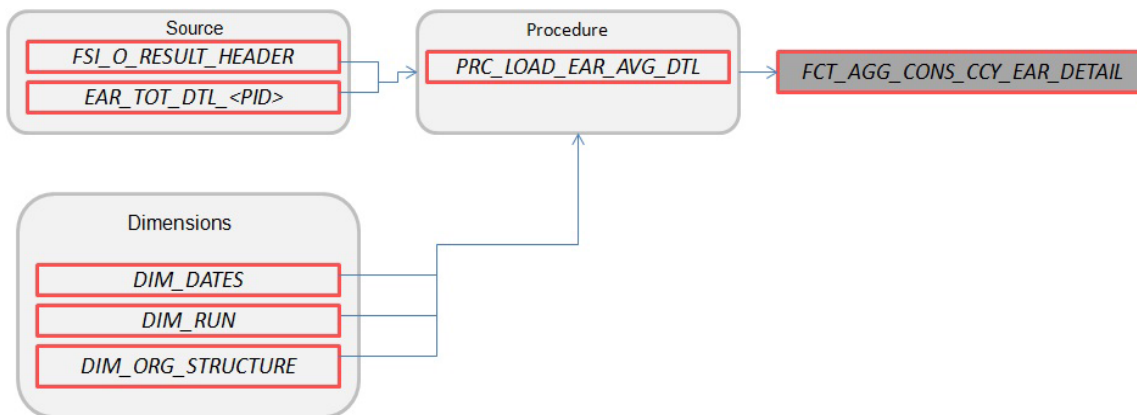 Source
FSI_O_RESULT_HEADER
EAR_TOT_DTL_<PID>
Procedure
PRC_LOAD_EAR_AVG_DTL
FCT_AGG_CONS_CCY_EAR_DETAIL
Dimensions
DIM_DATES
DIM_RUN
DIM_ORG_STRUCTURE